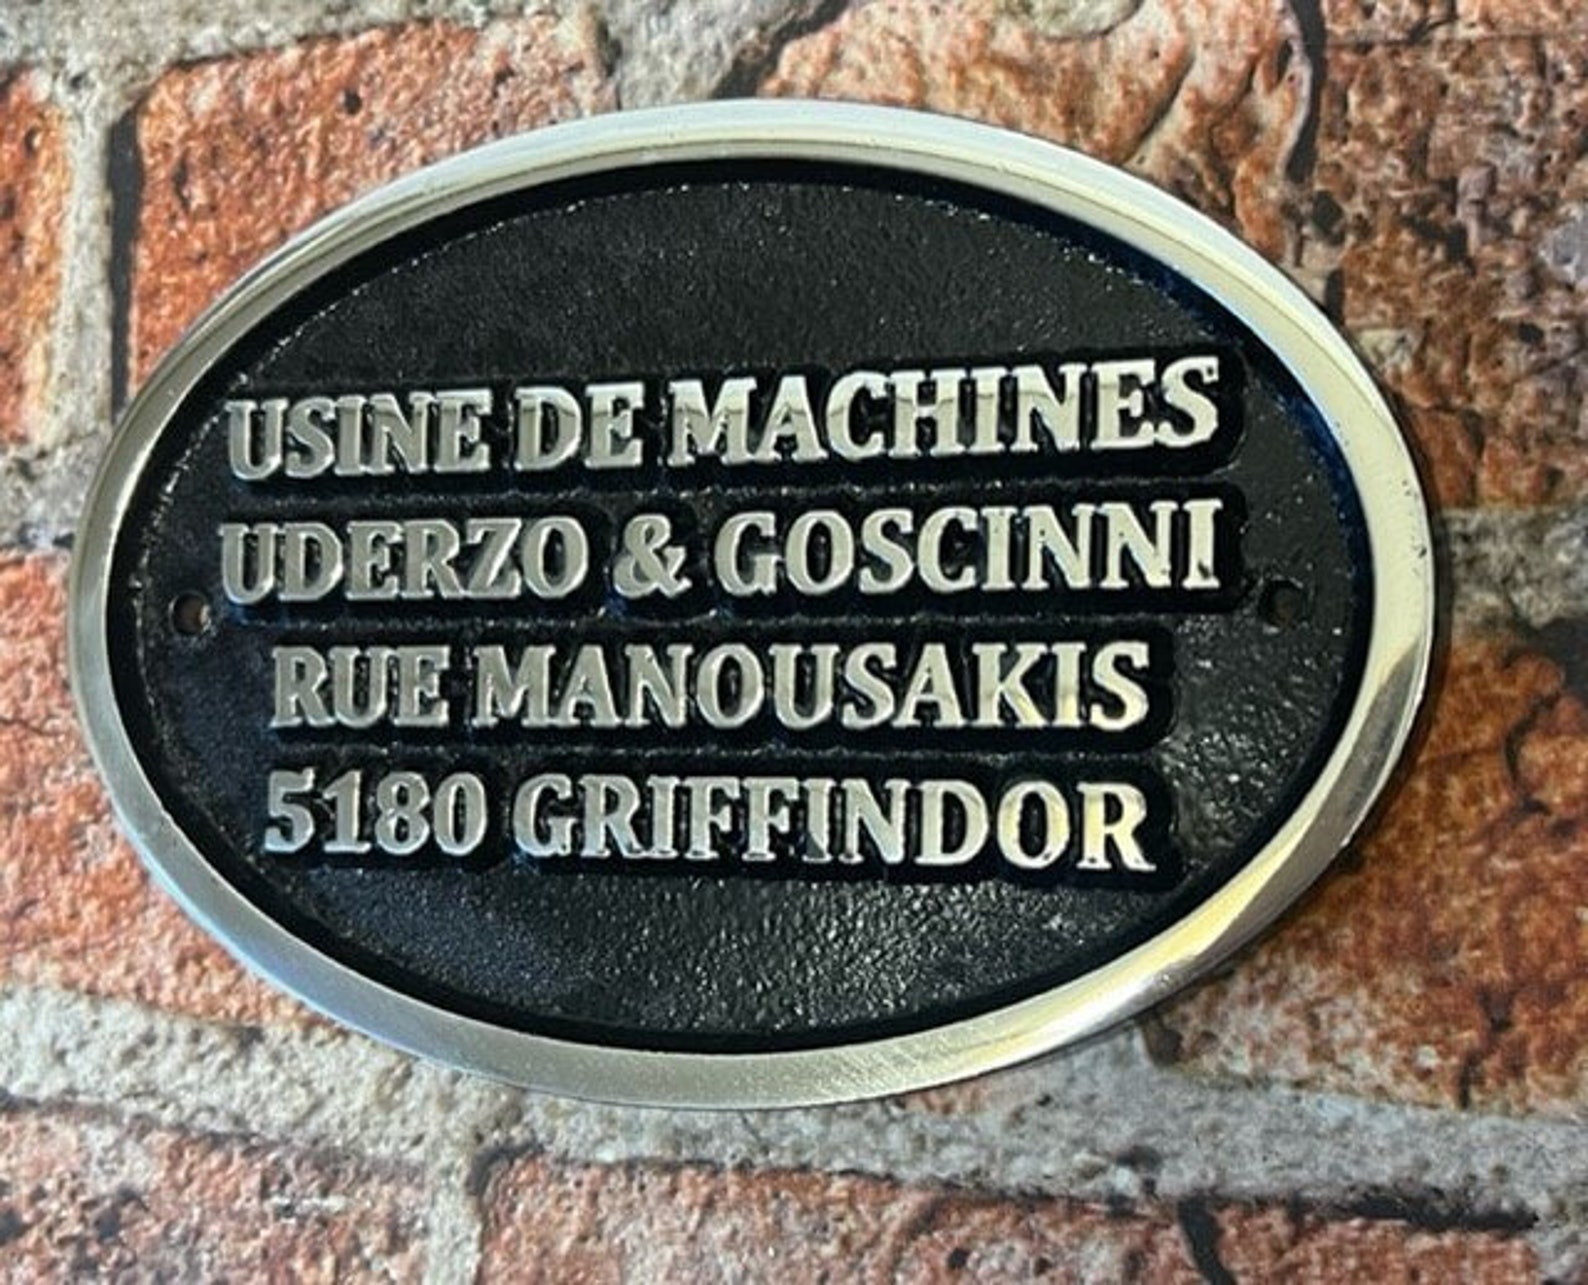 USINE DE MACHINES
UDERZO & GOSCINNI
RUE MANOUSAKIS
5180 GRIFFINDOR